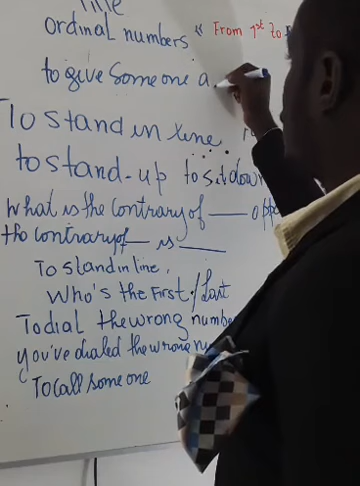 Title
ordinal numbers « From 1st to
to give someone a
To stand in line
to stand-up to sit down
What is the contrary of ——
the contrary of — is ——
To stand in line.
Who's the First / Last
To dial the wrong number
you've dialed the wrong
To call someone